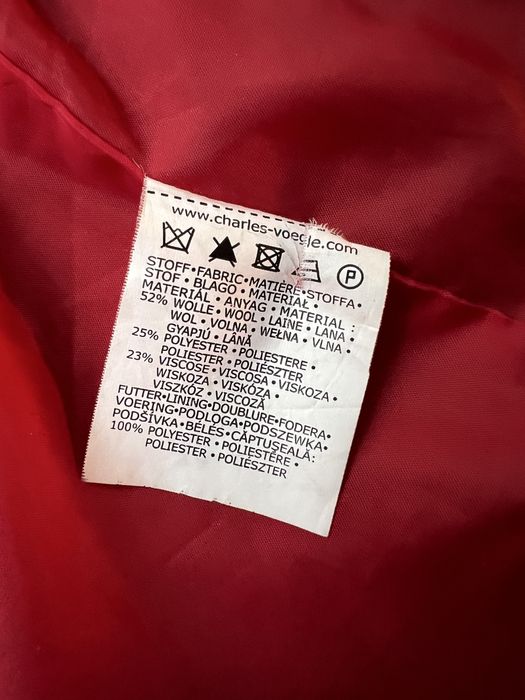 www.charles-voegle.com
P
STOFF•FABRIC•MATIÈRE•STOFFA•
STOF•BLAGO•MATERIAŁ•
MATERIÁL•ANYAG•MATERIAL:
52% WOLLE•WOOL•LAINE•LANA•
WOL•VOLNA•WEŁNA•VLNA•
GYAPJÚ•LÂNĂ
25% POLYESTER•POLIESTERE•
POLIESTER•POLIÉSZTER
23% VISCOSE•VISCOSA•VISKOZA•
WISKOZA•VISKÓZA•
VISZKÓZ•VISCOZĂ
FUTTER•LINING•DOUBLURE•FODERA•
VOERING•PODLOGA•PODSZEWKA•
PODŠÍVKA•BÉLÉS•CĂPTUŞEALĂ:
100% POLYESTER•POLIESTERE•
POLIESTER•POLIÉSZTER